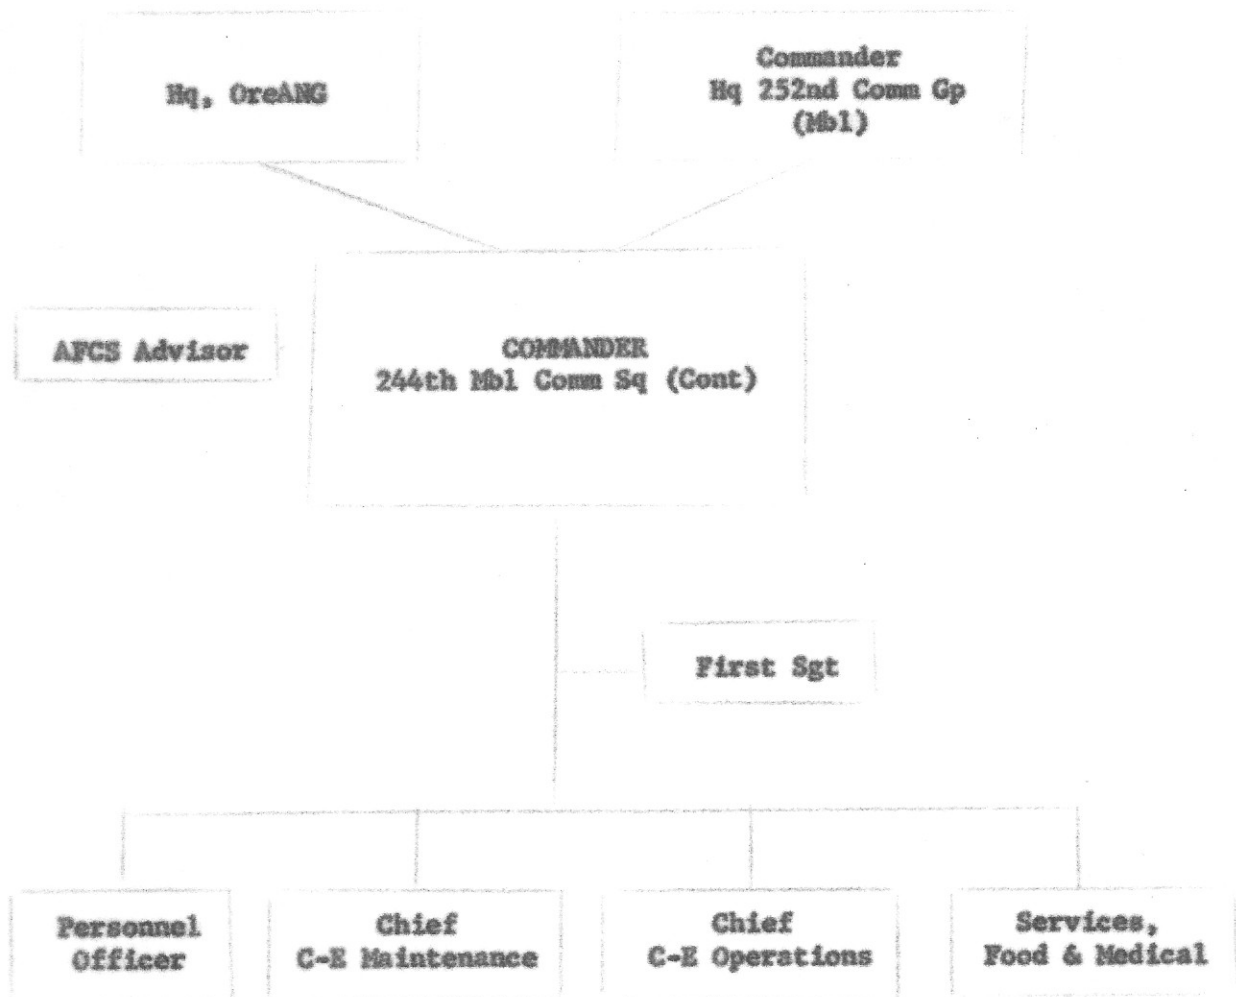 Hq, OreANG
Commander
Hq 252nd Comm Gp
(Mbl)
AFCS Advisor
COMMANDER
244th Mbl Comm Sq (Cont)
First Sgt
Personnel
Officer
Chief
C-E Maintenance
Chief
C-E Operations
Services,
Food & Medical